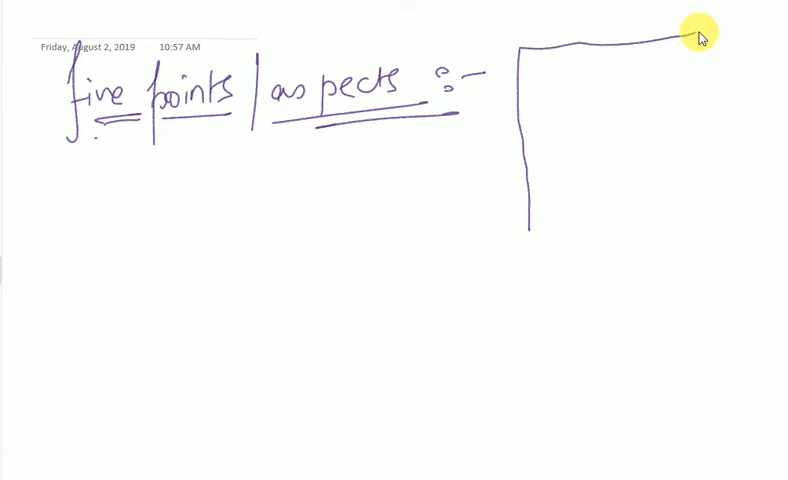 Friday, August 2, 2019 10:57 AM
five points | aspects :-